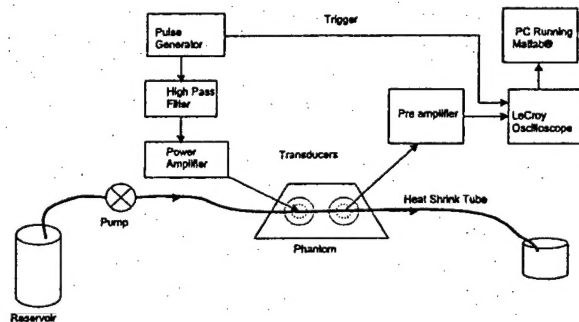 Pulse
Generator
Trigger
PC Running
Matlab®
High Pass
Filter
Pre amplifier
LeCroy
Oscilloscope
Power
Amplifier
Transducers
Pump
Heat Shrink Tube
Phantom
Reservoir